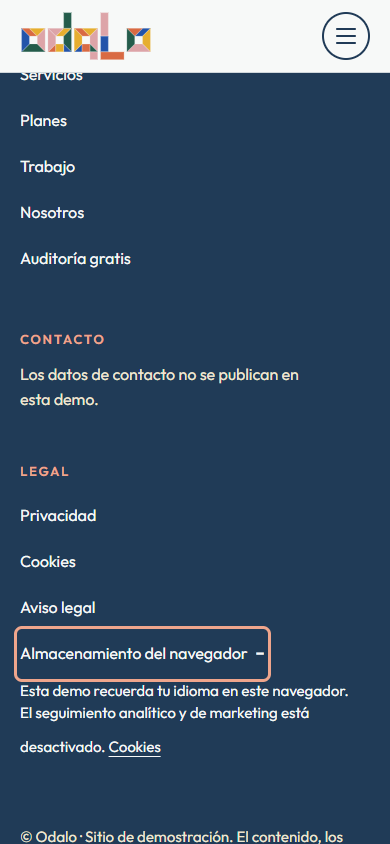 odalo
Servicios
Planes
Trabajo
Nosotros
Auditoría gratis
CONTACTO
Los datos de contacto no se publican en
esta demo.
LEGAL
Privacidad
Cookies
Aviso legal
Almacenamiento del navegador –
Esta demo recuerda tu idioma en este navegador.
El seguimiento analítico y de marketing está
desactivado. Cookies
© Odalo · Sitio de demostración. El contenido, los